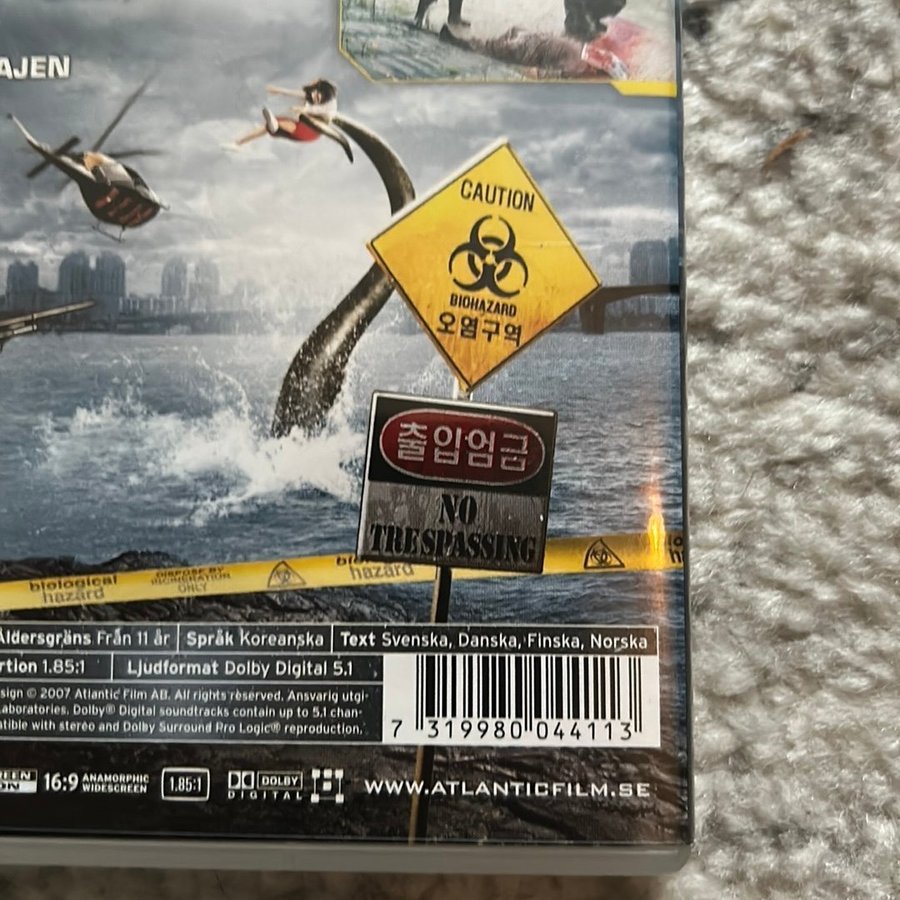 AJEN
CAUTION
BIOHAZARD
오염구역
출입엄금
NO
TRESPASSING
biological
hazard
DISPOSE BY
INCINERATION
ONLY
hazard
Åldersgräns Från 11 år Språk Koreanska Text Svenska, Danska, Finska, Norska
rtion 1.85:1 Ljudformat Dolby Digital 5.1
sign © 2007 Atlantic Film AB. All rights reserved. Ansvarig utgi-
Laboratories. Dolby® Digital soundtracks contain up to 5.1 chan-
atible with stereo and Dolby Surround Pro Logic® reproduction.
7 319980 044113
16:9 ANAMORPHIC
WIDESCREEN
1.85:1
DOLBY
DIGITAL
WWW.ATLANTICFILM.SE